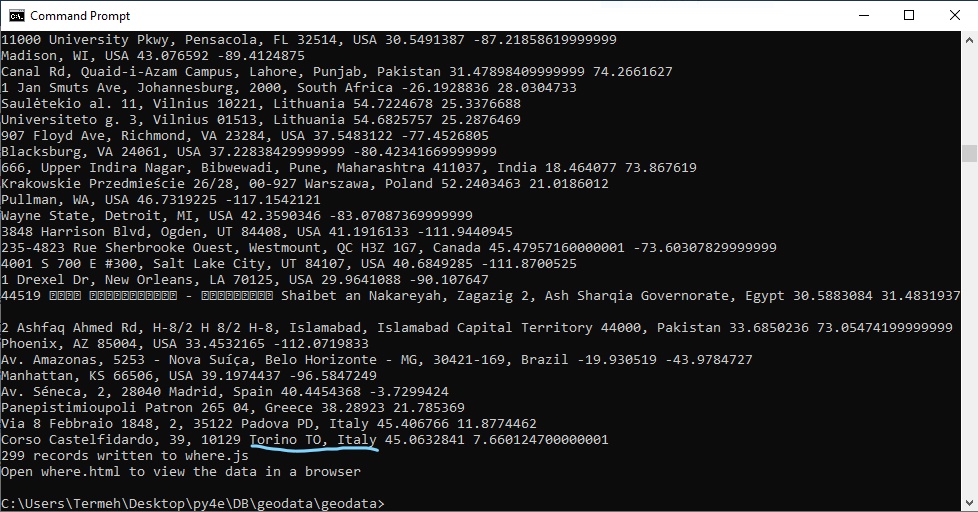 Command Prompt
11000 University Pkwy, Pensacola, FL 32514, USA 30.5491387 -87.21858619999999
Madison, WI, USA 43.076592 -89.4124875
Canal Rd, Quaid-i-Azam Campus, Lahore, Punjab, Pakistan 31.47898409999999 74.2661627
1 Jan Smuts Ave, Johannesburg, 2000, South Africa -26.1928836 28.0304733
Saulėtekio al. 11, Vilnius 10221, Lithuania 54.7224678 25.3376688
Universiteto g. 3, Vilnius 01513, Lithuania 54.6825757 25.2876469
907 Floyd Ave, Richmond, VA 23284, USA 37.5483122 -77.4526805
Blacksburg, VA 24061, USA 37.22838429999999 -80.42341669999999
666, Upper Indira Nagar, Bibwewadi, Pune, Maharashtra 411037, India 18.464077 73.867619
Krakowskie Przedmieście 26/28, 00-927 Warszawa, Poland 52.2403463 21.0186012
Pullman, WA, USA 46.7319225 -117.1542121
Wayne State, Detroit, MI, USA 42.3590346 -83.07087369999999
3848 Harrison Blvd, Ogden, UT 84408, USA 41.1916133 -111.9440945
235-4823 Rue Sherbrooke Ouest, Westmount, QC H3Z 1G7, Canada 45.47957160000001 -73.60307829999999
4001 S 700 E #300, Salt Lake City, UT 84107, USA 40.6849285 -111.8700525
1 Drexel Dr, New Orleans, LA 70125, USA 29.9641088 -90.107647
44519 - Shaibet an Nakareyah, Zagazig 2, Ash Sharqia Governorate, Egypt 30.5883084 31.4831937
2 Ashfaq Ahmed Rd, H-8/2 H 8/2 H-8, Islamabad, Islamabad Capital Territory 44000, Pakistan 33.6850236 73.05474199999999
Phoenix, AZ 85004, USA 33.4532165 -112.0719833
Av. Amazonas, 5253 - Nova Suíça, Belo Horizonte - MG, 30421-169, Brazil -19.930519 -43.9784727
Manhattan, KS 66506, USA 39.1974437 -96.5847249
Av. Séneca, 2, 28040 Madrid, Spain 40.4454368 -3.7299424
Panepistimioupoli Patron 265 04, Greece 38.28923 21.785369
Via 8 Febbraio 1848, 2, 35122 Padova PD, Italy 45.406766 11.8774462
Corso Castelfidardo, 39, 10129 Torino TO, Italy 45.0632841 7.660124700000001
299 records written to where.js
Open where.html to view the data in a browser
C:\Users\Termeh\Desktop\py4e\DB\geodata\geodata>